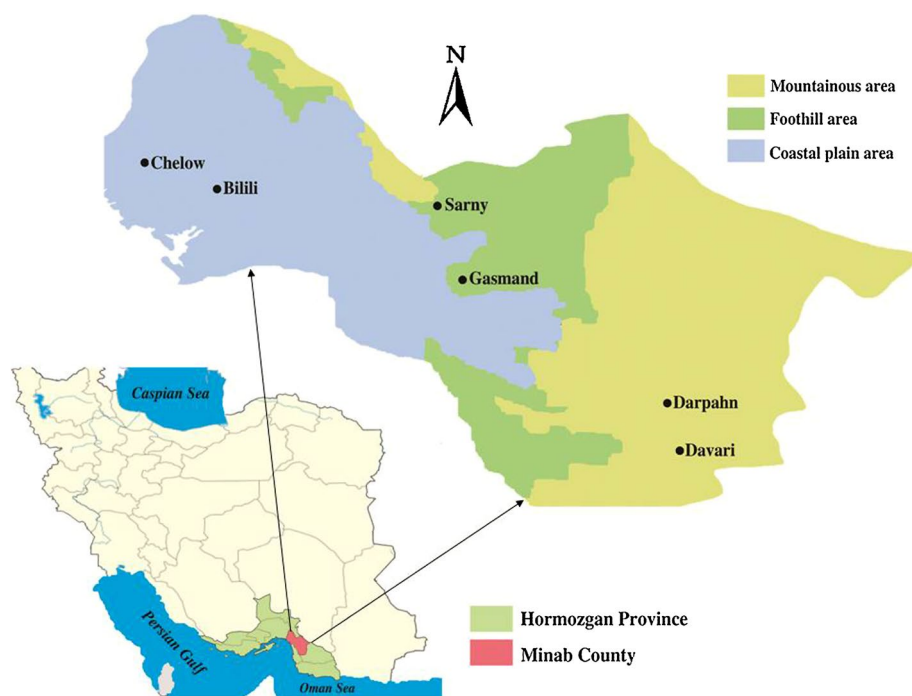 N
Mountainous area
Foothill area
Coastal plain area
Chelow
Bilili
Sarny
Gasmand
Darpahn
Davari
Caspian Sea
Persian Gulf
Oman Sea
Hormozgan Province
Minab County